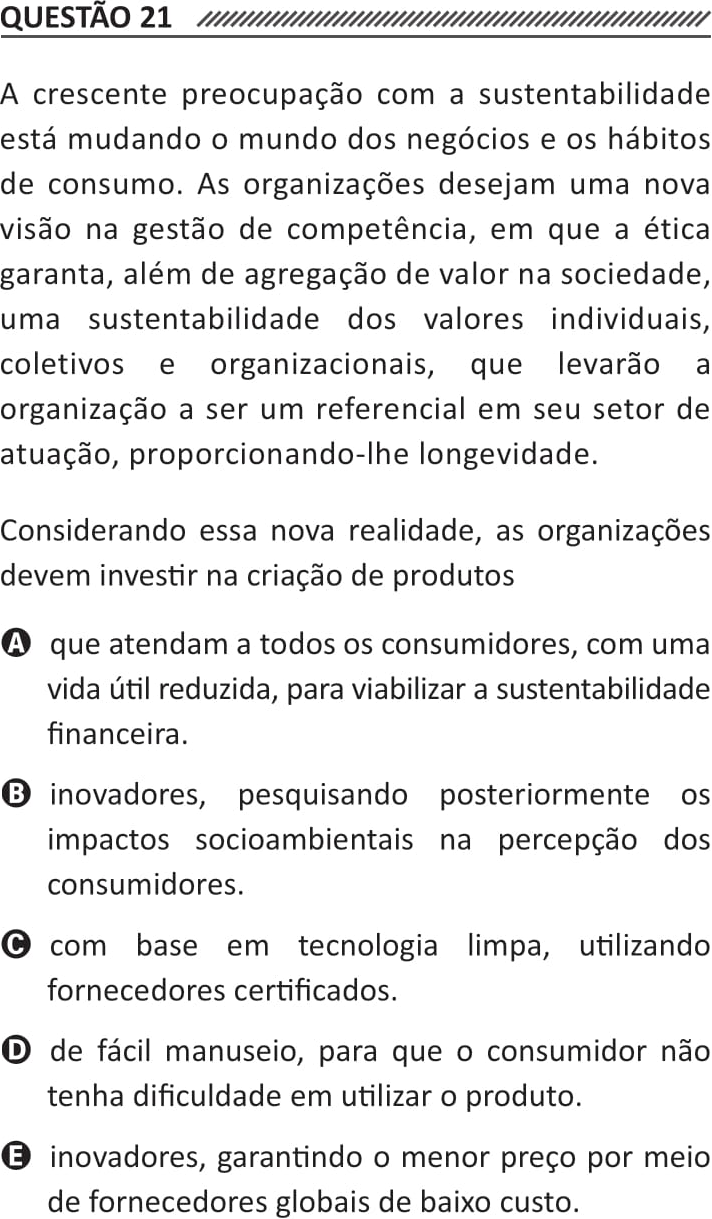 QUESTÃO 21
A crescente preocupação com a sustentabilidade
está mudando o mundo dos negócios e os hábitos
de consumo. As organizações desejam uma nova
visão na gestão de competência, em que a ética
garanta, além de agregação de valor na sociedade,
uma sustentabilidade dos valores individuais,
coletivos e organizacionais, que levarão a
organização a ser um referencial em seu setor de
atuação, proporcionando-lhe longevidade.
Considerando essa nova realidade, as organizações
devem investir na criação de produtos
A que atendam a todos os consumidores, com uma
vida útil reduzida, para viabilizar a sustentabilidade
financeira.
B inovadores, pesquisando posteriormente os
impactos socioambientais na percepção dos
consumidores.
C com base em tecnologia limpa, utilizando
fornecedores certificados.
D de fácil manuseio, para que o consumidor não
tenha dificuldade em utilizar o produto.
E inovadores, garantindo o menor preço por meio
de fornecedores globais de baixo custo.